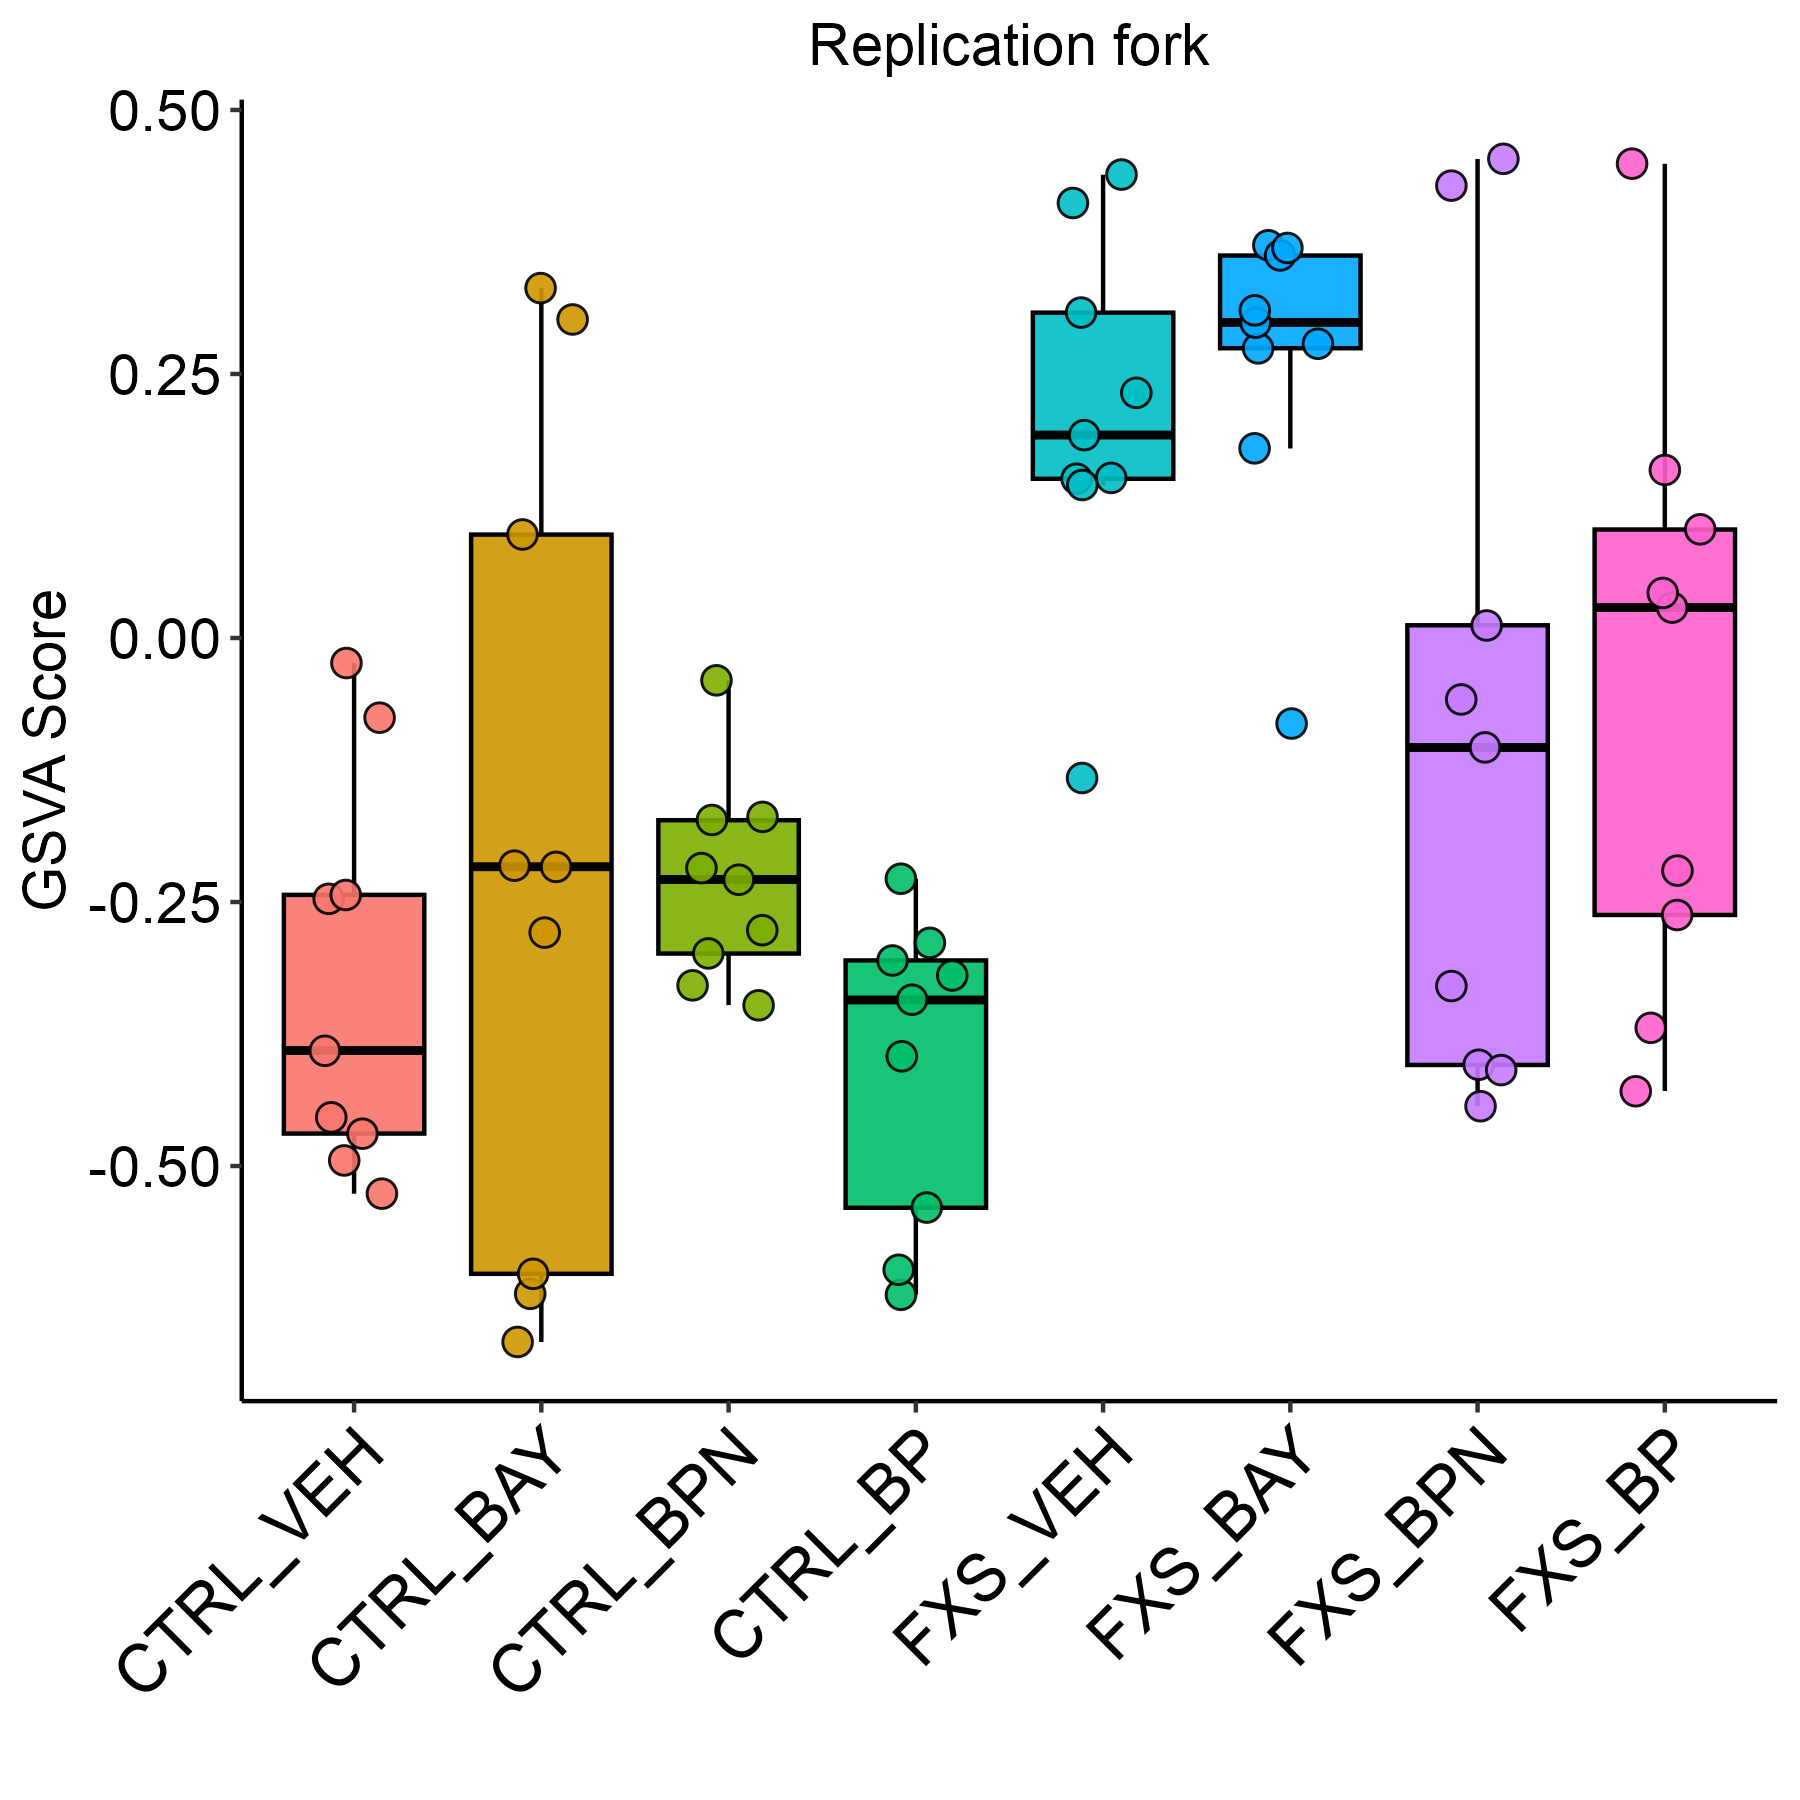 Replication fork
GSVA Score
0.50
0.25
0.00
-0.25
-0.50
CTRL_VEH
CTRL_BAY
CTRL_BPN
CTRL_BP
FXS_VEH
FXS_BAY
FXS_BPN
FXS_BP